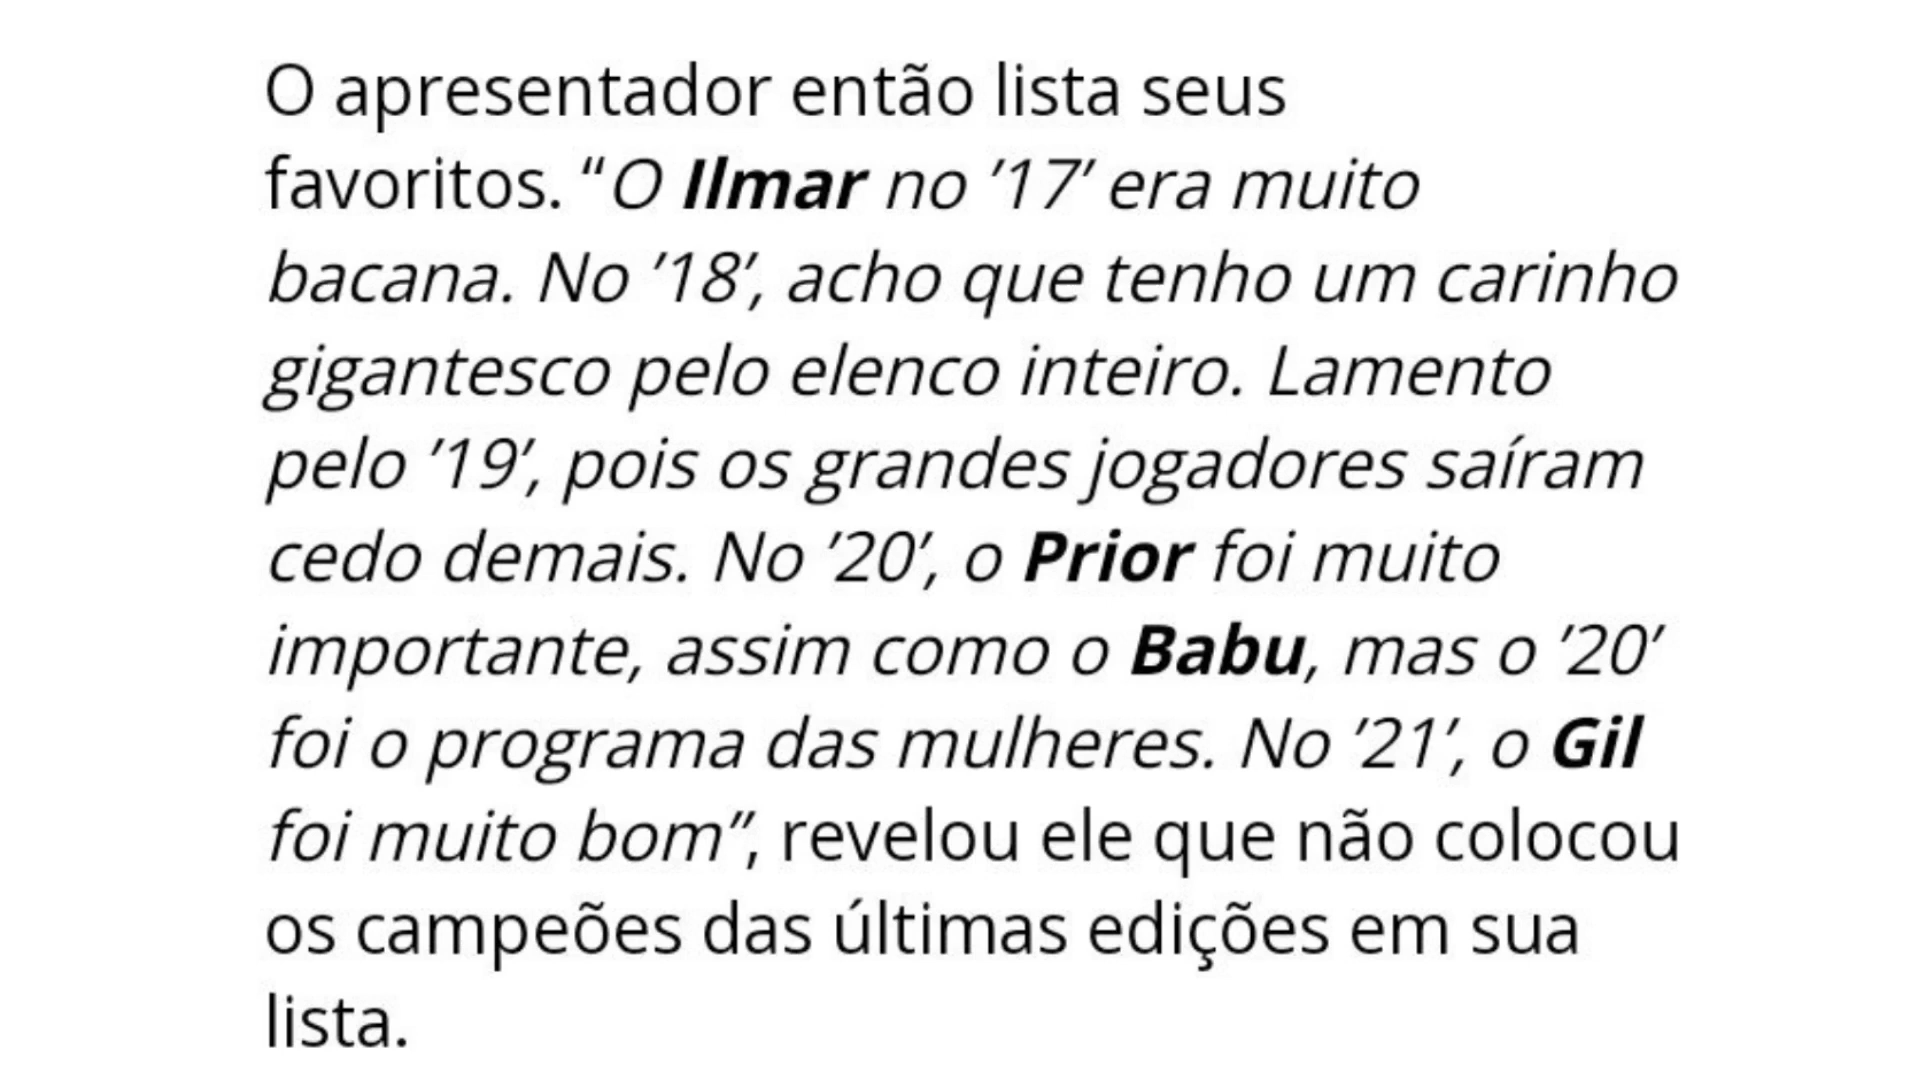 O apresentador então lista seus
favoritos. “O Ilmar no ’17’ era muito
bacana. No ’18’, acho que tenho um carinho
gigantesco pelo elenco inteiro. Lamento
pelo ’19’, pois os grandes jogadores saíram
cedo demais. No ’20’, o Prior foi muito
importante, assim como o Babu, mas o ’20’
foi o programa das mulheres. No ’21’, o Gil
foi muito bom”, revelou ele que não colocou
os campeões das últimas edições em sua
lista.